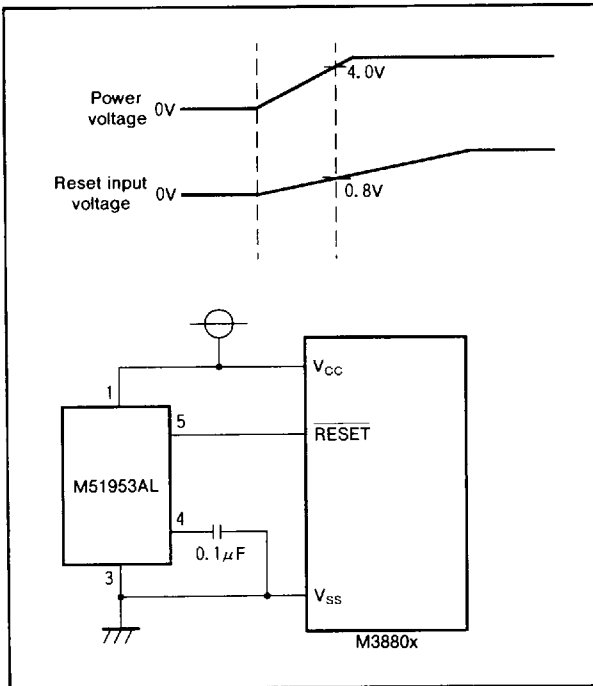 Power
voltage
0V
4.0V
Reset input
voltage
0V
0.8V
1
VCC
5
RESET
M51953AL
4
0.1μF
3
VSS
M3880x